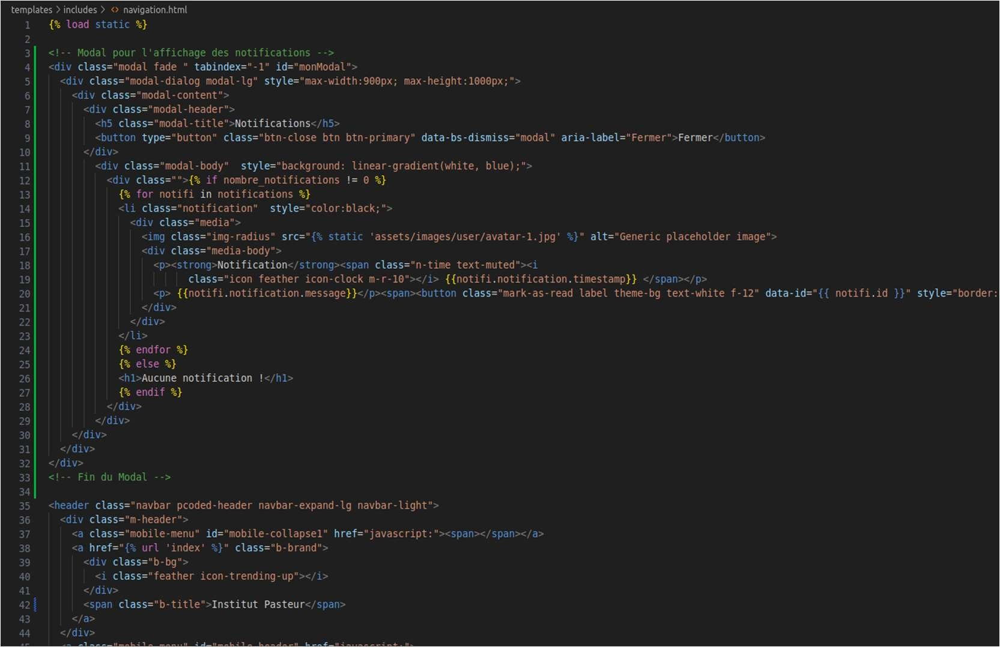 templates > includes > <> navigation.html
1 {% load static %}
2
3 <!-- Modal pour l'affichage des notifications -->
4 <div class="modal fade " tabindex="-1" id="monModal">
5 <div class="modal-dialog modal-lg" style="max-width:900px; max-height:1000px;">
6 <div class="modal-content">
7 <div class="modal-header">
8 <h5 class="modal-title">Notifications</h5>
9 <button type="button" class="btn-close btn btn-primary" data-bs-dismiss="modal" aria-label="Fermer">Fermer</button>
10 </div>
11 <div class="modal-body"  style="background: linear-gradient(white, blue);">
12 <div class="">{% if nombre_notifications != 0 %}
13 {% for notifi in notifications %}
14 <li class="notification"  style="color:black;">
15 <div class="media">
16 <img class="img-radius" src="{% static 'assets/images/user/avatar-1.jpg' %}" alt="Generic placeholder image">
17 <div class="media-body">
18 <p><strong>Notification</strong><span class="n-time text-muted"><i
19 class="icon feather icon-clock m-r-10"></i> {{notifi.notification.timestamp}} </span></p>
20 <p> {{notifi.notification.message}}</p><span><button class="mark-as-read label theme-bg text-white f-12" data-id="{{ notifi.id }}" style="border:
21 </div>
22 </div>
23 </li>
24 {% endfor %}
25 {% else %}
26 <h1>Aucune notification !</h1>
27 {% endif %}
28 </div>
29 </div>
30 </div>
31 </div>
32 </div>
33 <!-- Fin du Modal -->
34
35 <header class="navbar pcoded-header navbar-expand-lg navbar-light">
36 <div class="m-header">
37 <a class="mobile-menu" id="mobile-collapse1" href="javascript:"><span></span></a>
38 <a href="{% url 'index' %}" class="b-brand">
39 <div class="b-bg">
40 <i class="feather icon-trending-up"></i>
41 </div>
42 <span class="b-title">Institut Pasteur</span>
43 </a>
44 </div>
45 <a class="mobile-menu" id="mobile-header" href="javascript:">